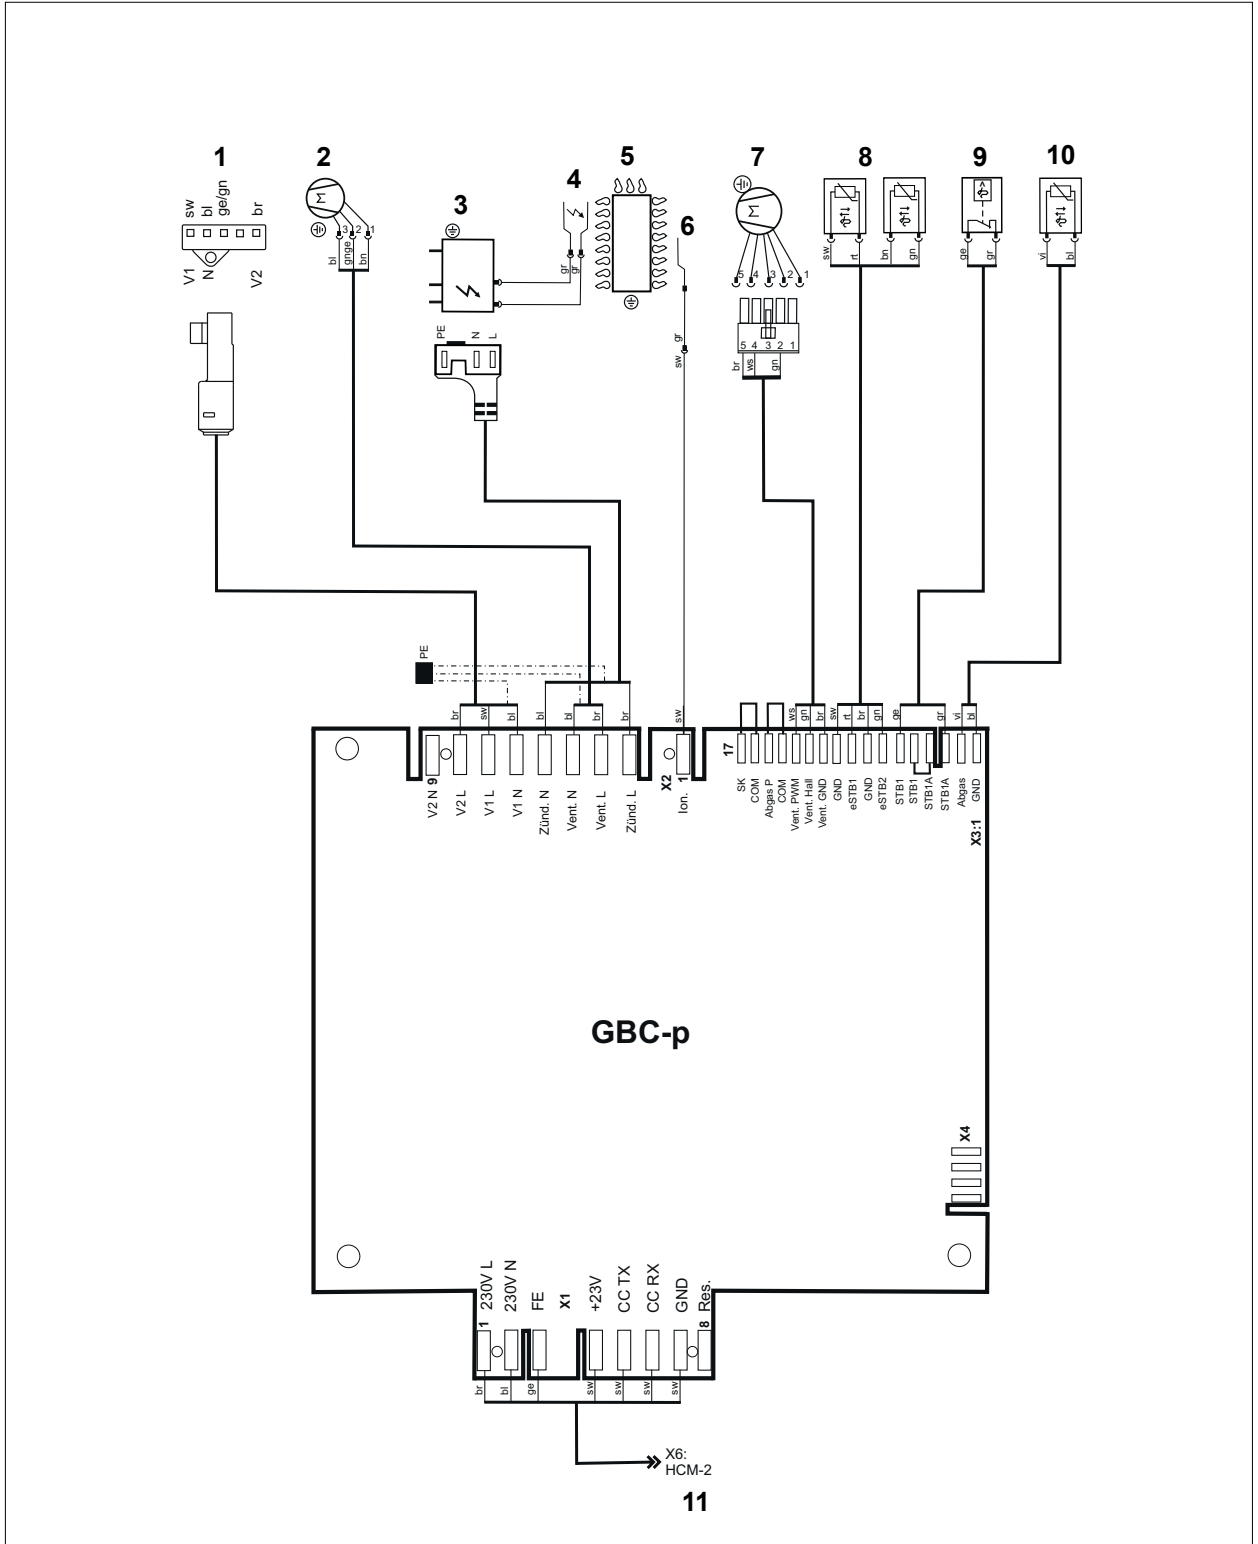 1
2
3
4
5
6
7
8
9
10
sw
bl
ge/gn
br
V1
N
V2
3
2
1
bl
gnge
bn
PE
N
L
gr
gr
gr
sw
5
4
3
2
1
5
4
3
2
1
br
ws
gn
sw
rt
bn
gn
ge
gr
vi
bl
PE
br
sw
bl
bl
bl
br
br
sw
ws
gn
br
sw
rt
br
gn
ge
gr
vi
bl
V2 N 9
V2 L
V1 L
V1 N
Zünd. N
Vent. N
Vent. L
Zünd. L
X2
Ion. 1
17
SK
COM
Abgas P
COM
Vent. PWM
Vent. Hall
Vent. GND
GND
eSTB1
GND
eSTB2
STB1
STB1
STB1A
STB1A
Abgas
GND
X3:1
GBC-p
X4
1
230V L
230V N
FE
X1
+23V
CC TX
CC RX
GND
8 Res.
br
bl
ge
sw
sw
sw
sw
X6:
HCM-2
11